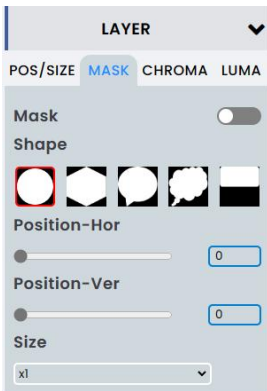 LAYER
POS/SIZE MASK CHROMA LUMA
Mask
Shape
Position-Hor
0
Position-Ver
0
Size
x1